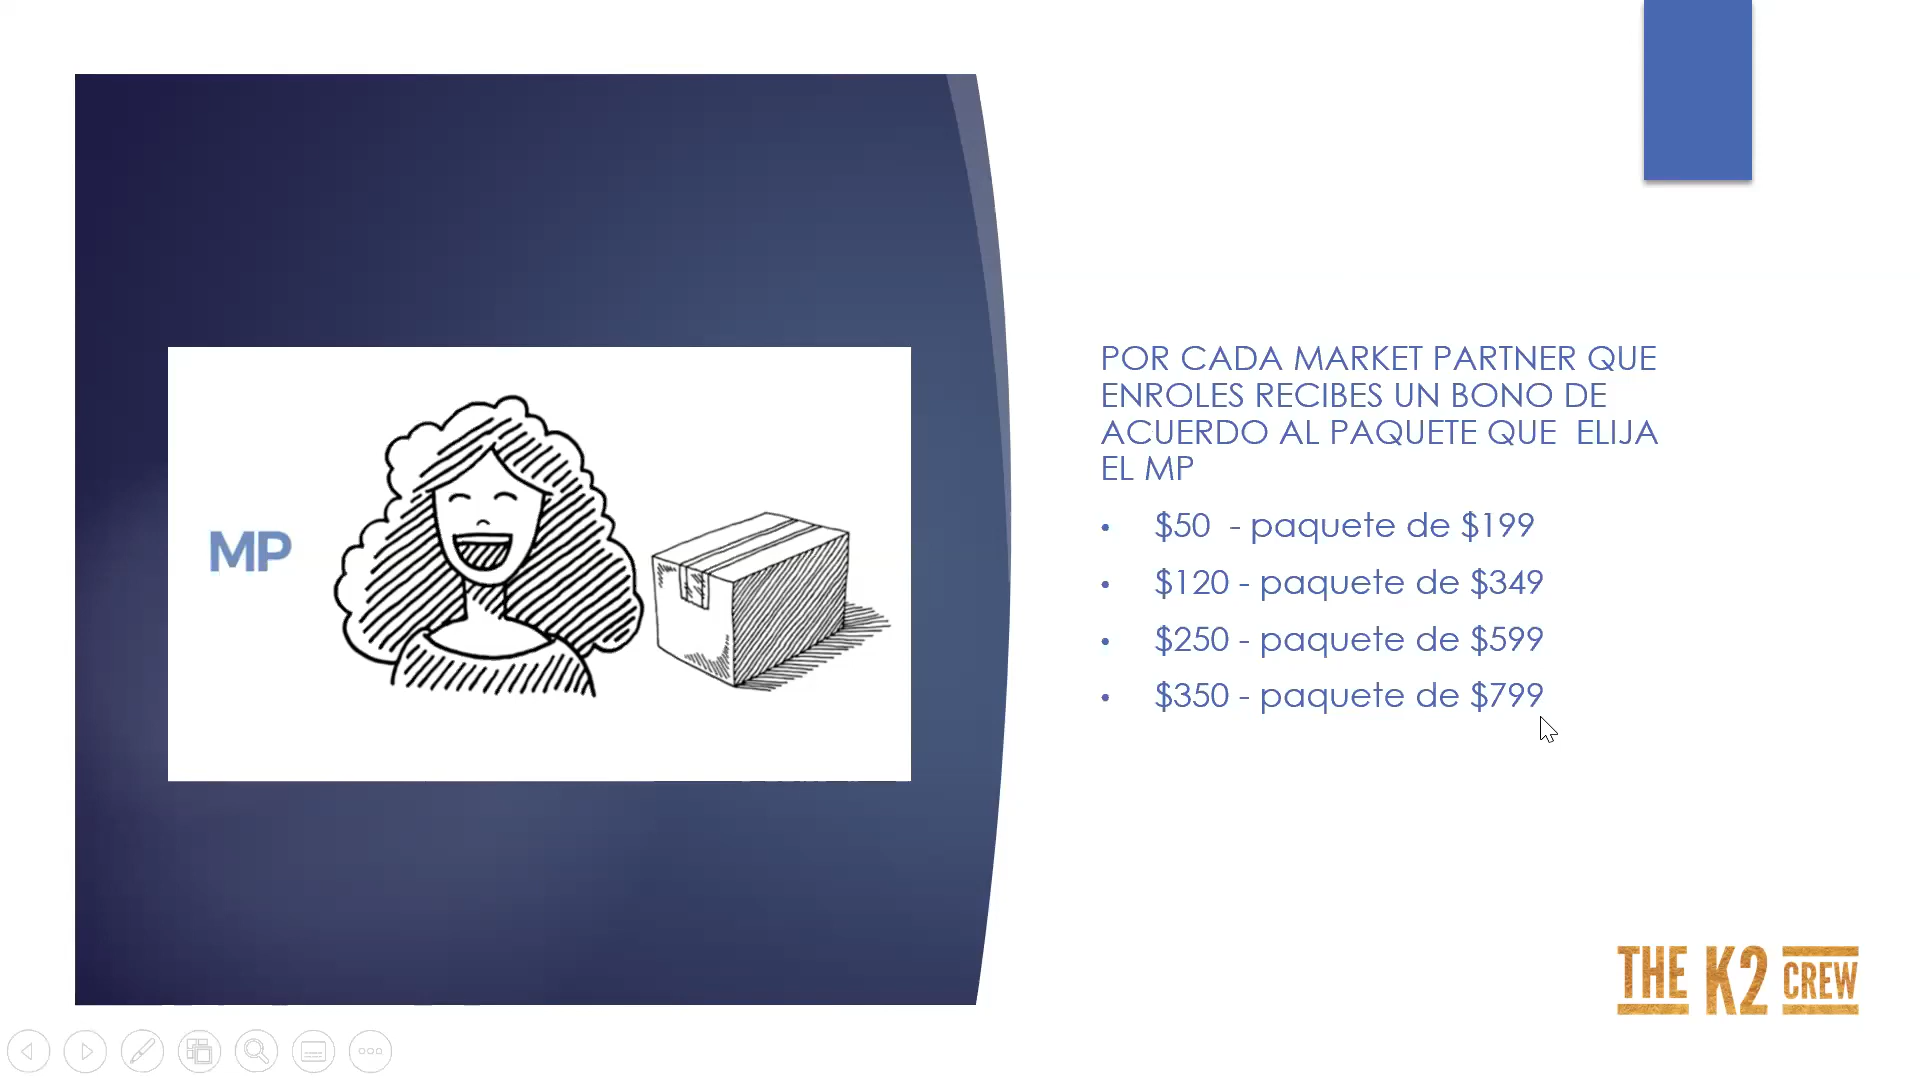 MP
POR CADA MARKET PARTNER QUE
ENROLES RECIBES UN BONO DE
ACUERDO AL PAQUETE QUE  ELIJA
EL MP
• $50  - paquete de $199
• $120 - paquete de $349
• $250 - paquete de $599
• $350 - paquete de $799
THE K2 CREW